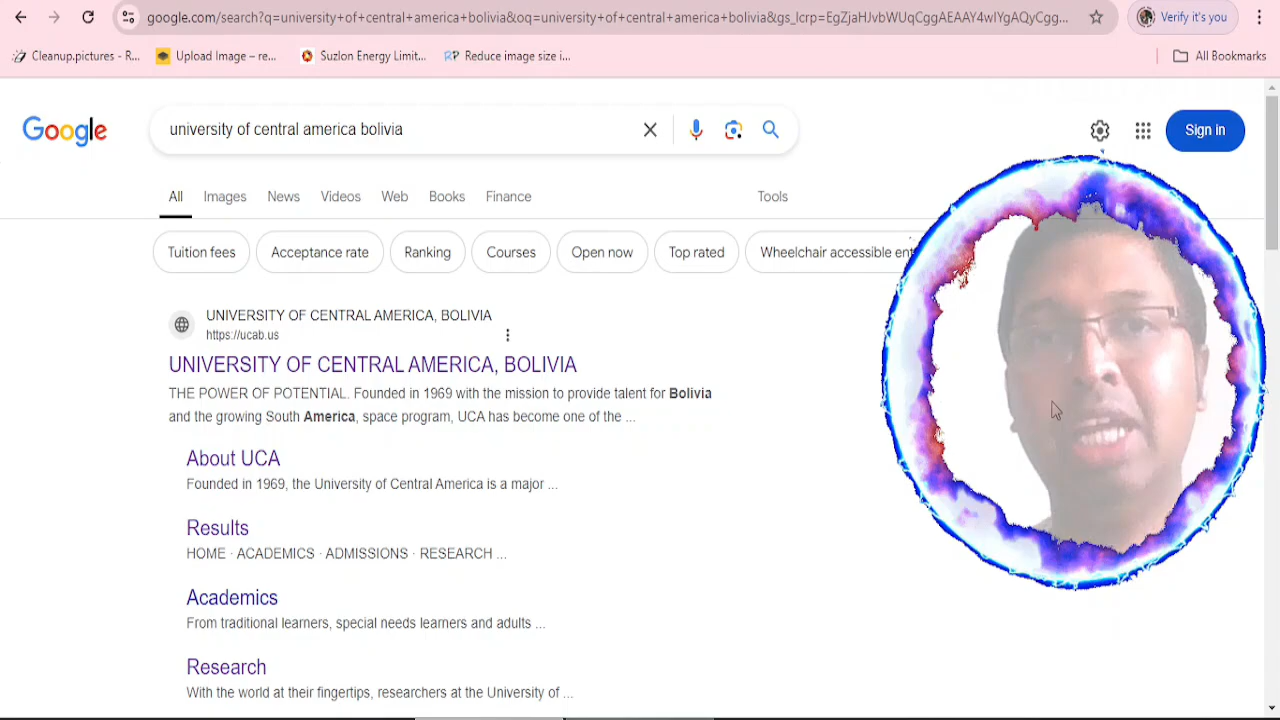 google.com/search?q=university+of+central+america+bolivia&oq=university+of+central+america+bolivia&gs_lcrp=EgZjaHJvbWUqCggAEAAY4wIYgAQyCgg...
Verify it's you
Cleanup.pictures - R...
Upload Image – re...
Suzlon Energy Limit...
Reduce image size i...
All Bookmarks
Google
university of central america bolivia
Sign in
All Images News Videos Web Books Finance Tools
Tuition fees Acceptance rate Ranking Courses Open now Top rated Wheelchair accessible ent
UNIVERSITY OF CENTRAL AMERICA, BOLIVIA
https://ucab.us
UNIVERSITY OF CENTRAL AMERICA, BOLIVIA
THE POWER OF POTENTIAL. Founded in 1969 with the mission to provide talent for Bolivia
and the growing South America, space program, UCA has become one of the ...
About UCA
Founded in 1969, the University of Central America is a major ...
Results
HOME · ACADEMICS · ADMISSIONS · RESEARCH ...
Academics
From traditional learners, special needs learners and adults ...
Research
With the world at their fingertips, researchers at the University of ...